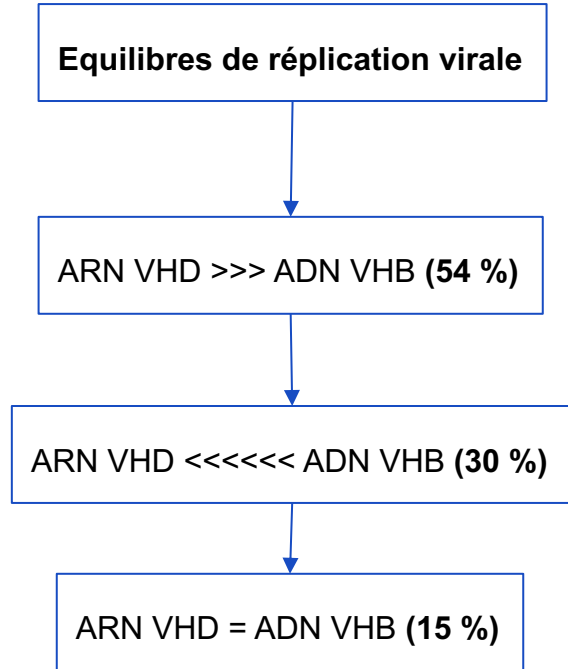 Equilibres de réplication virale
ARN VHD >>> ADN VHB (54 %)
ARN VHD <<<<<< ADN VHB (30 %)
ARN VHD = ADN VHB (15 %)